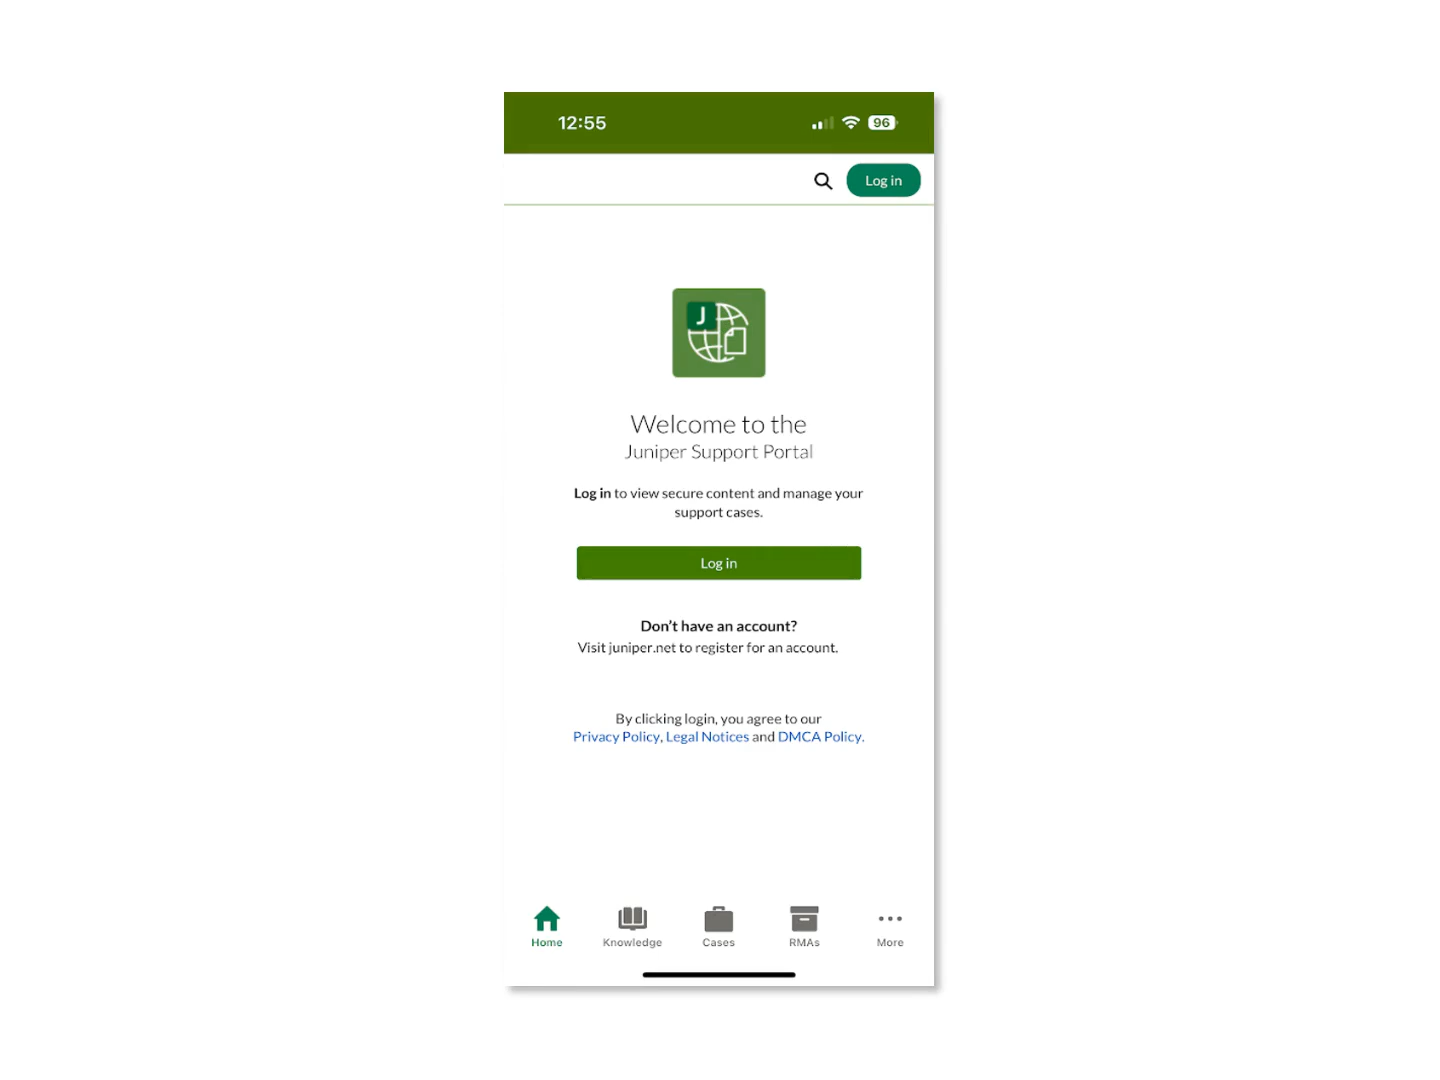 12:55
96
Log in
J
Welcome to the
Juniper Support Portal
Log in to view secure content and manage your
support cases.
Log in
Don’t have an account?
Visit juniper.net to register for an account.
By clicking login, you agree to our
Privacy Policy, Legal Notices and DMCA Policy.
Home Knowledge Cases RMAs More